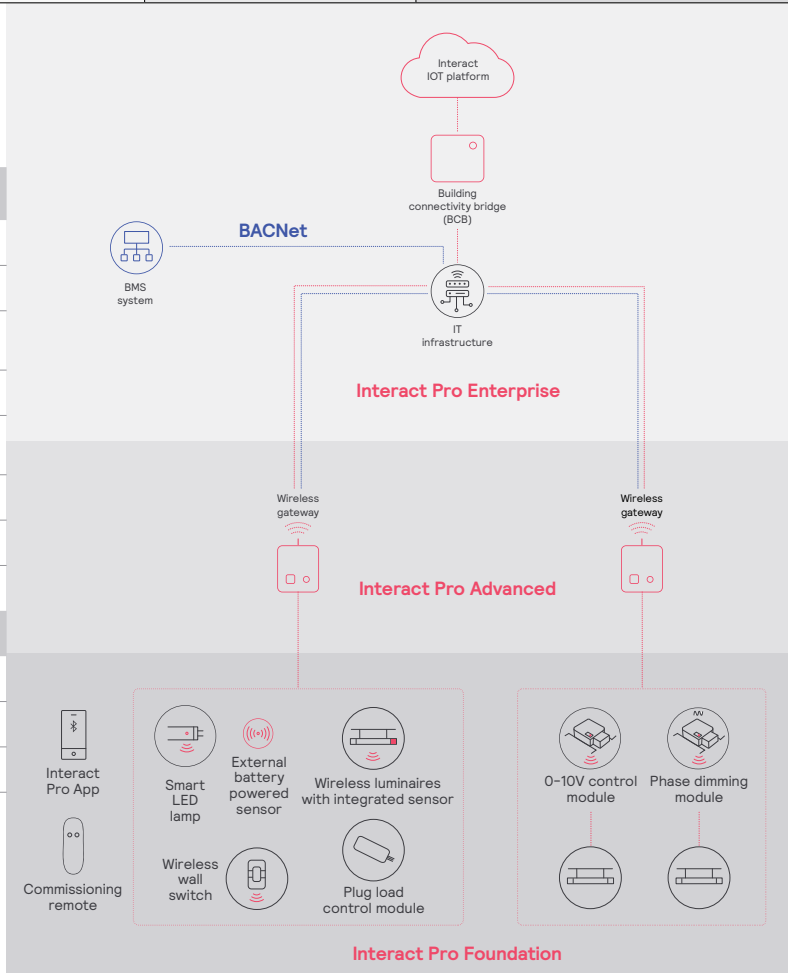 Interact
IOT platform
Building
connectivity bridge
(BCB)
BACNet
BMS
system
IT
infrastructure
Interact Pro Enterprise
Wireless
gateway
Wireless
gateway
Interact Pro Advanced
Interact
Pro App
Smart
LED
lamp
External
battery
powered
sensor
Wireless luminaires
with integrated sensor
0-10V control
module
Phase dimming
module
Commissioning
remote
Wireless
wall
switch
Plug load
control module
Interact Pro Foundation